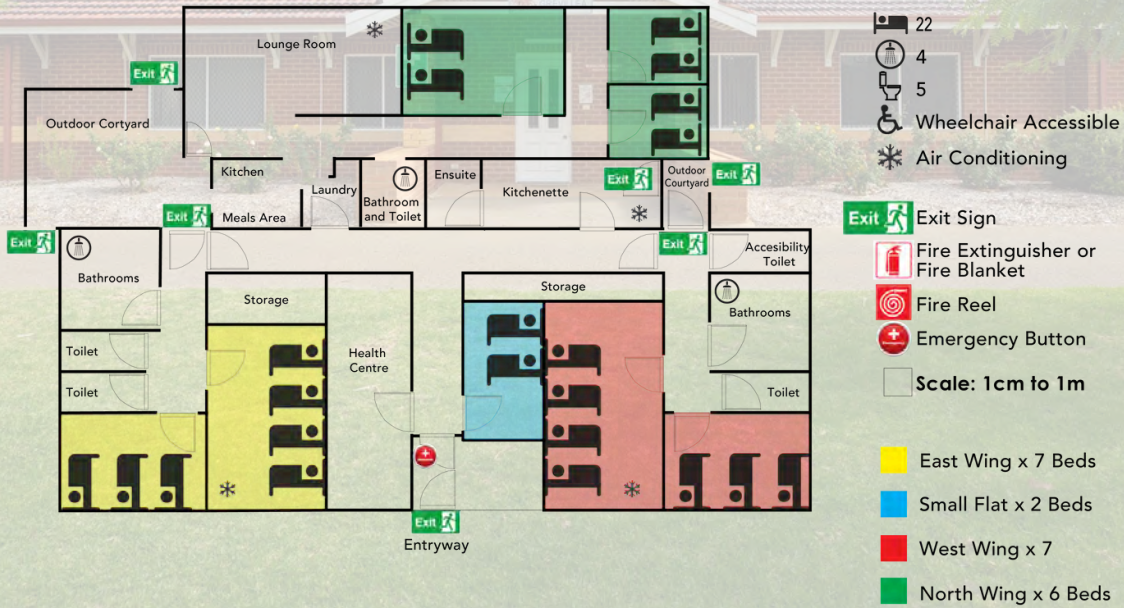 Lounge Room
Exit
Outdoor Cortyard
Kitchen
Laundry
Bathroom
and Toilet
Ensuite
Kitchenette
Exit
Outdoor
Courtyard
Exit
Meals Area
Exit
Exit
Exit
Accesibility
Toilet
Bathrooms
Storage
Storage
Bathrooms
Toilet
Toilet
Health
Centre
Toilet
Exit
Entryway
22
4
5
Wheelchair Accessible
Air Conditioning
Exit
Exit Sign
Fire Extinguisher or
Fire Blanket
Fire Reel
Emergency Button
Scale: 1cm to 1m
East Wing x 7 Beds
Small Flat x 2 Beds
West Wing x 7
North Wing x 6 Beds